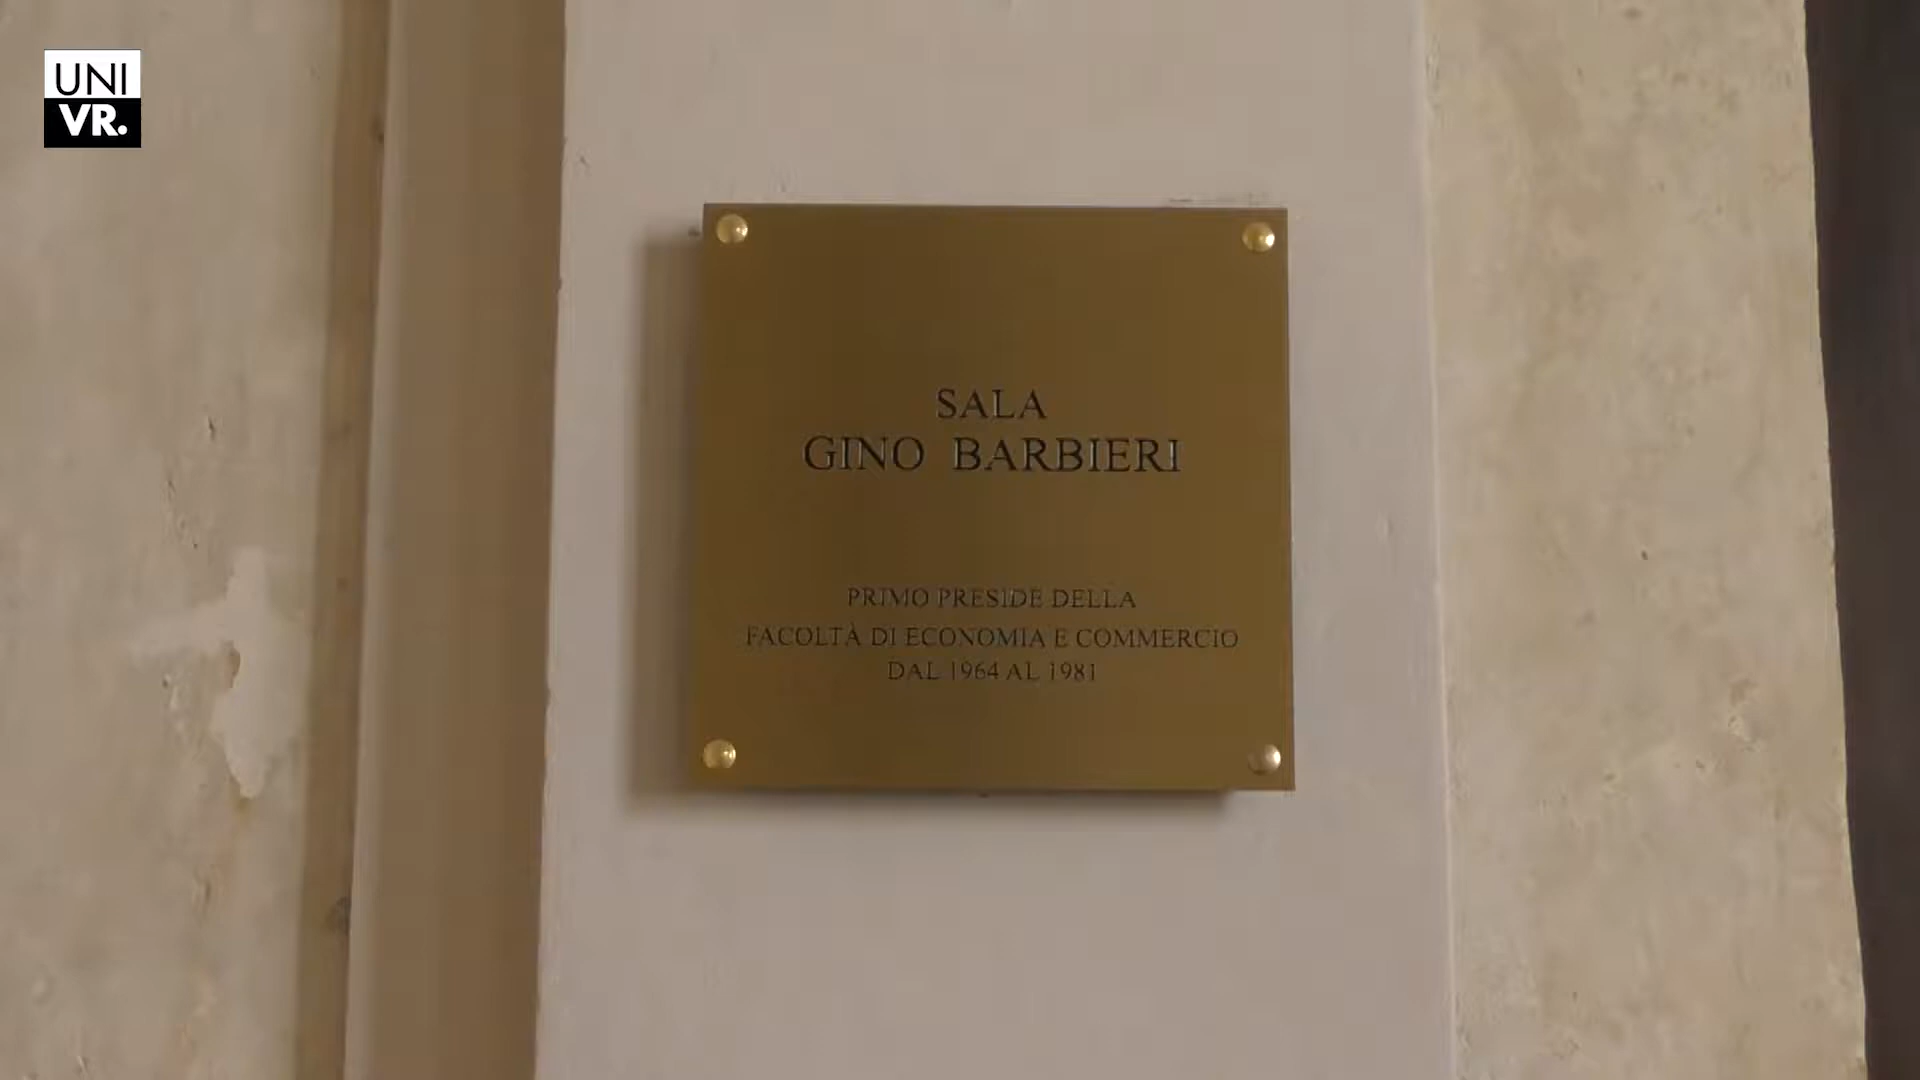 UNI
VR.
SALA
GINO BARBIERI
PRIMO PRESIDE DELLA
FACOLTÀ DI ECONOMIA E COMMERCIO
DAL 1964 AL 1981